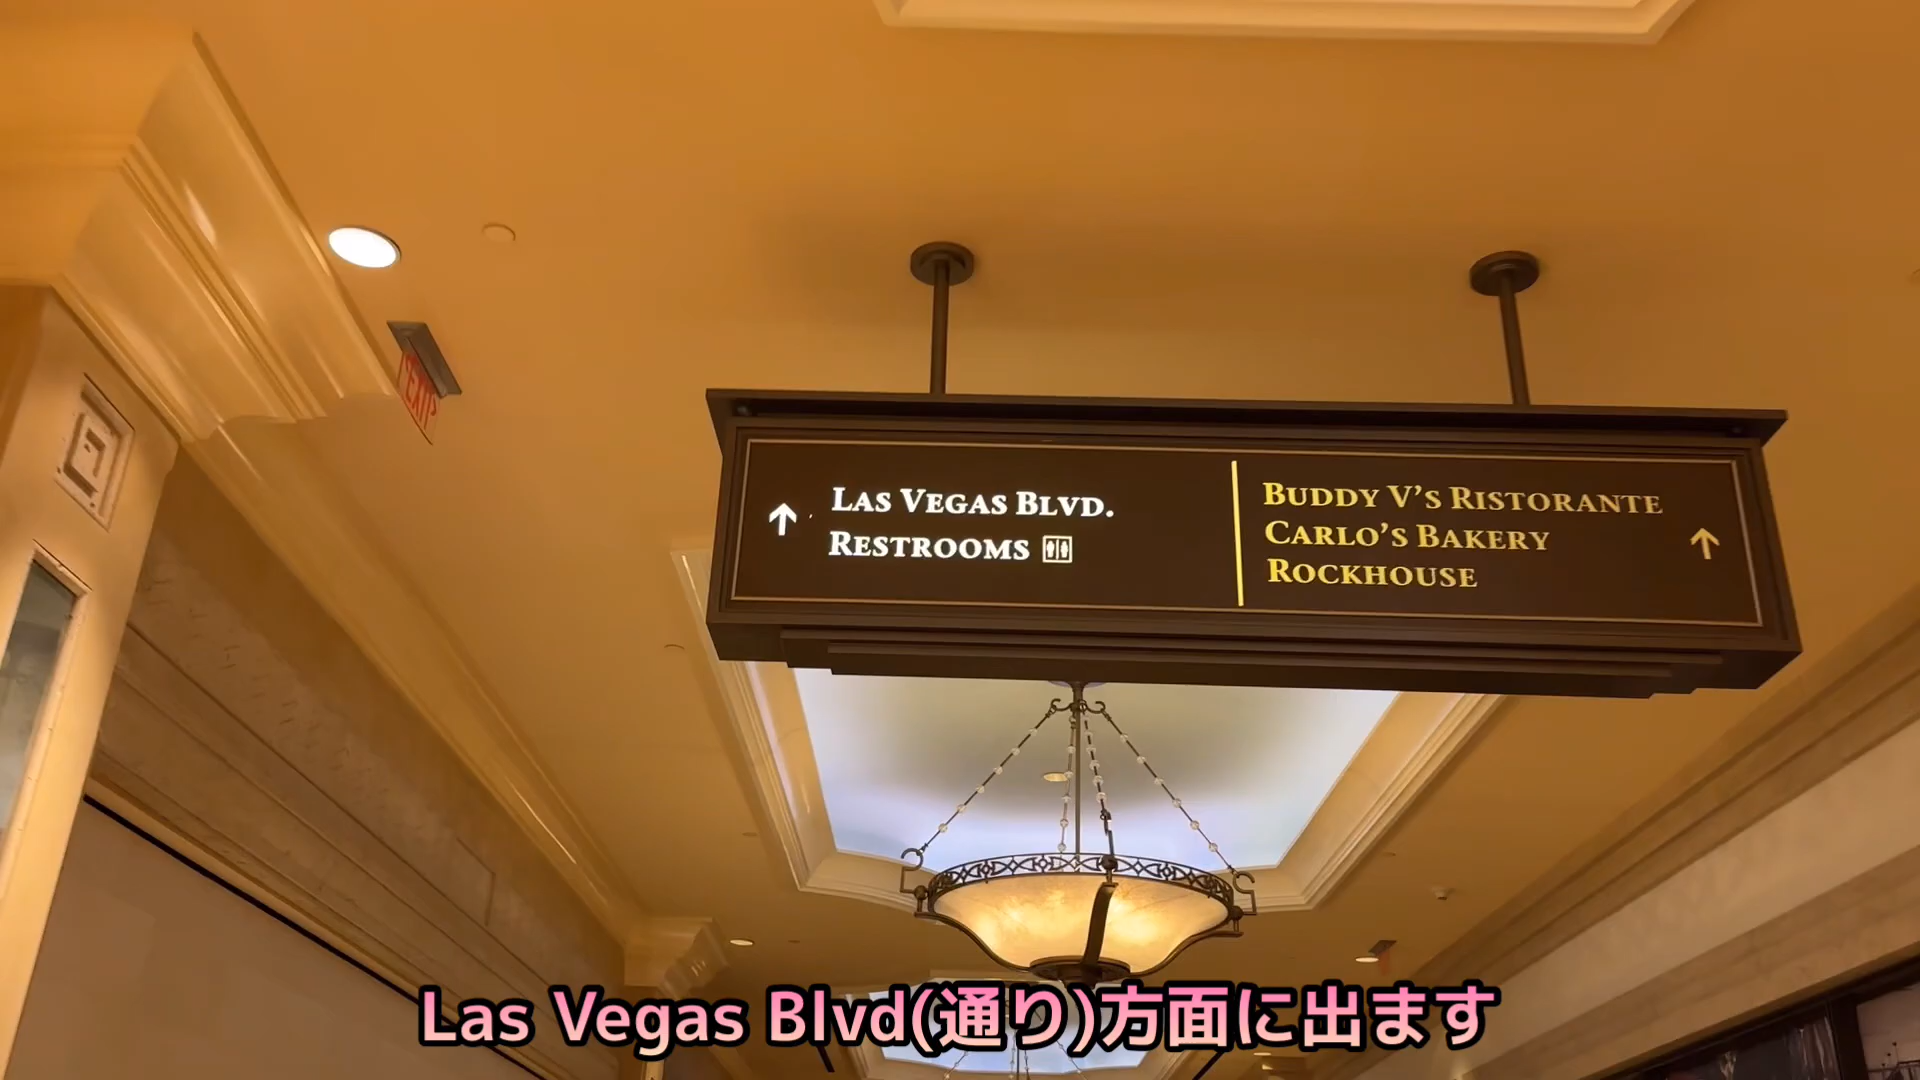 EXIT
LAS VEGAS BLVD.
RESTROOMS
BUDDY V'S RISTORANTE
CARLO'S BAKERY
ROCKHOUSE
Las Vegas Blvd(通り)方面に出ます